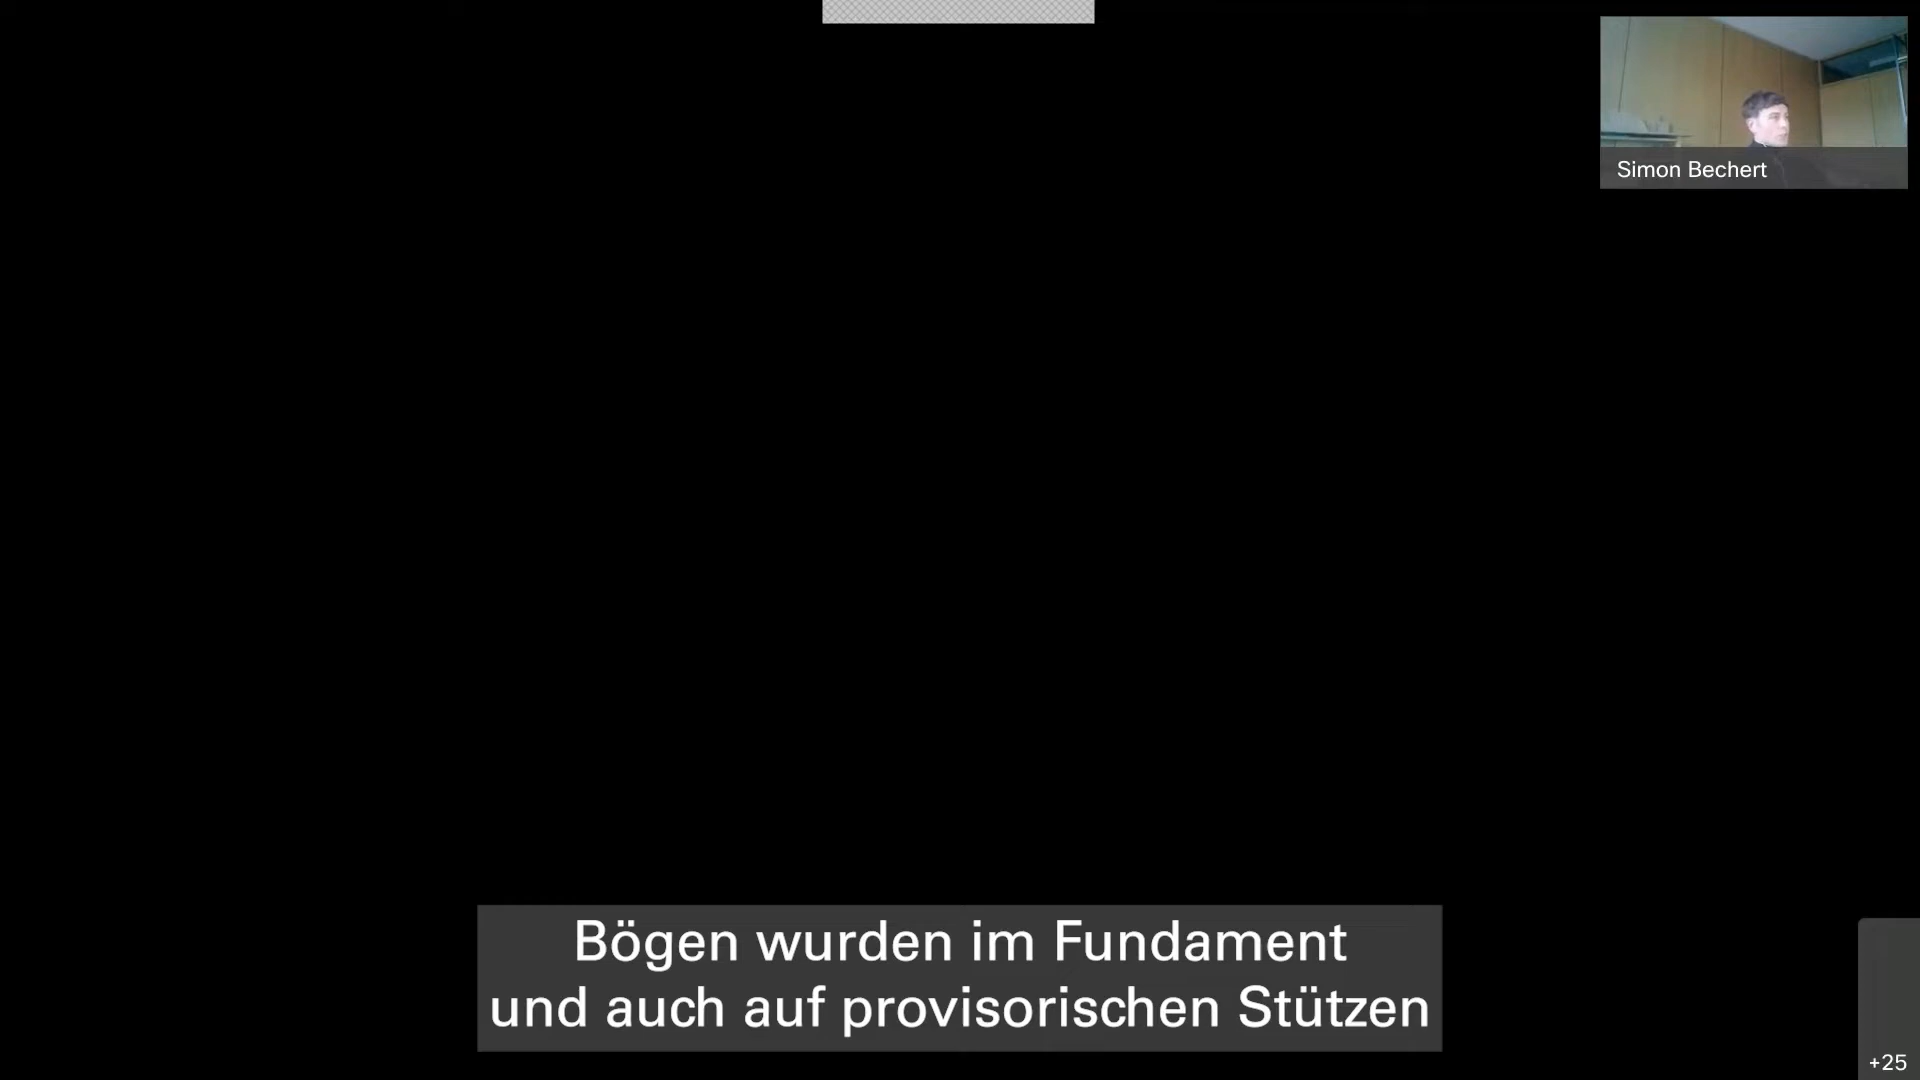 Simon Bechert
Bögen wurden im Fundament
und auch auf provisorischen Stützen
+25